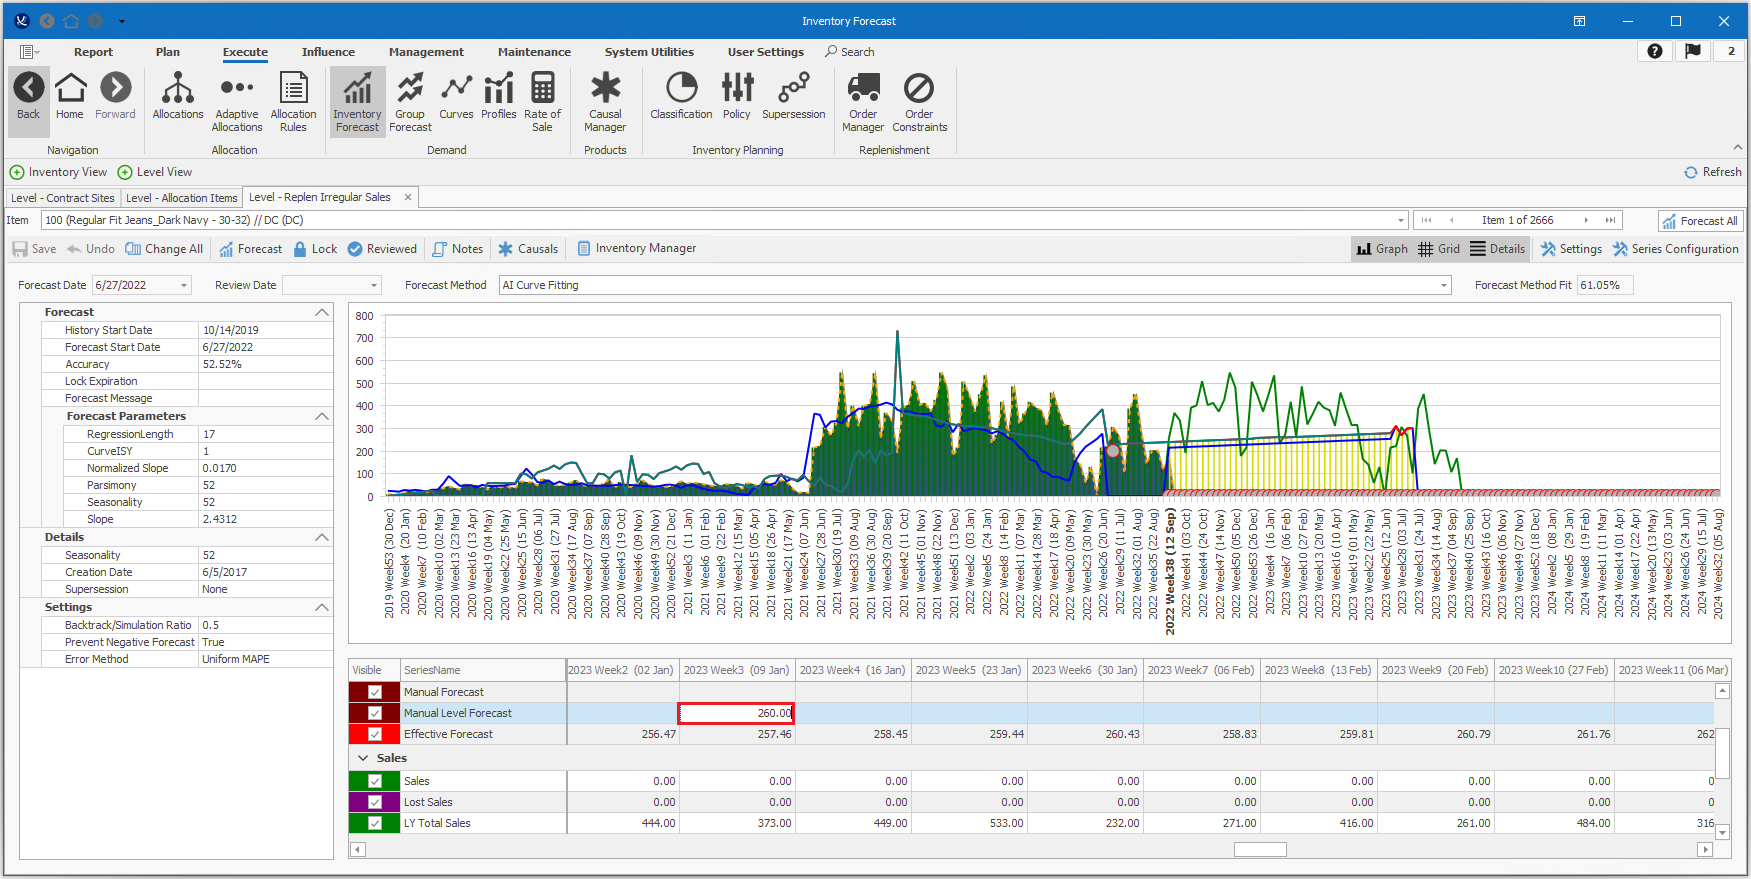 Inventory Forecast
Report Plan Execute Influence Management Maintenance System Utilities User Settings Search 2
Back Home Forward Allocations Adaptive Allocations Allocation Rules Inventory Forecast Group Forecast Curves Profiles Rate of Sale Causal Manager Classification Policy Supersession Order Manager Order Constraints
Navigation Allocation Demand Products Inventory Planning Replenishment
Inventory View Level View Refresh
Level - Contract Sites Level - Allocation Items Level - Replen Irregular Sales
Item 100 (Regular Fit Jeans_Dark Navy - 30-32) // DC (DC) Item 1 of 2666 Forecast All
Save Undo Change All Forecast Lock Reviewed Notes Causals Inventory Manager Graph Grid Details Settings Series Configuration
Forecast Date 6/27/2022 Review Date Forecast Method AI Curve Fitting Forecast Method Fit 61.05%
Forecast
History Start Date 10/14/2019
Forecast Start Date 6/27/2022
Accuracy 52.52%
Lock Expiration
Forecast Message
Forecast Parameters
RegressionLength 17
CurveISY 1
Normalized Slope 0.0170
Parsimony 52
Seasonality 52
Slope 2.4312
Details
Seasonality 52
Creation Date 6/5/2017
Supersession None
Settings
Backtrack/Simulation Ratio 0.5
Prevent Negative Forecast True
Error Method Uniform MAPE
800
700
600
500
400
300
200
100
0
2019 Week53 (30 Dec)
2020 Week4 (20 Jan)
2020 Week7 (10 Feb)
2020 Week10 (02 Mar)
2020 Week13 (23 Mar)
2020 Week16 (13 Apr)
2020 Week19 (04 May)
2020 Week22 (25 May)
2020 Week25 (15 Jun)
2020 Week28 (06 Jul)
2020 Week31 (27 Jul)
2020 Week34 (17 Aug)
2020 Week37 (07 Sep)
2020 Week40 (28 Sep)
2020 Week43 (19 Oct)
2020 Week46 (09 Nov)
2020 Week49 (30 Nov)
2020 Week52 (21 Dec)
2021 Week3 (11 Jan)
2021 Week6 (01 Feb)
2021 Week9 (22 Feb)
2021 Week12 (15 Mar)
2021 Week15 (05 Apr)
2021 Week18 (26 Apr)
2021 Week21 (17 May)
2021 Week24 (07 Jun)
2021 Week27 (28 Jun)
2021 Week30 (19 Jul)
2021 Week33 (09 Aug)
2021 Week36 (30 Aug)
2021 Week39 (20 Sep)
2021 Week42 (11 Oct)
2021 Week45 (01 Nov)
2021 Week48 (22 Nov)
2021 Week51 (13 Dec)
2022 Week2 (03 Jan)
2022 Week5 (24 Jan)
2022 Week8 (14 Feb)
2022 Week11 (07 Mar)
2022 Week14 (28 Mar)
2022 Week17 (18 Apr)
2022 Week20 (09 May)
2022 Week23 (30 May)
2022 Week26 (20 Jun)
2022 Week29 (11 Jul)
2022 Week32 (01 Aug)
2022 Week35 (22 Aug)
2022 Week38 (12 Sep)
2022 Week41 (03 Oct)
2022 Week44 (24 Oct)
2022 Week47 (14 Nov)
2022 Week50 (05 Dec)
2022 Week53 (26 Dec)
2023 Week4 (16 Jan)
2023 Week7 (06 Feb)
2023 Week10 (27 Feb)
2023 Week13 (20 Mar)
2023 Week16 (10 Apr)
2023 Week19 (01 May)
2023 Week22 (22 May)
2023 Week25 (12 Jun)
2023 Week28 (03 Jul)
2023 Week31 (24 Jul)
2023 Week34 (14 Aug)
2023 Week37 (04 Sep)
2023 Week40 (25 Sep)
2023 Week43 (16 Oct)
2023 Week46 (06 Nov)
2023 Week49 (27 Nov)
2023 Week52 (18 Dec)
2024 Week2 (08 Jan)
2024 Week5 (29 Jan)
2024 Week8 (19 Feb)
2024 Week11 (11 Mar)
2024 Week14 (01 Apr)
2024 Week17 (22 Apr)
2024 Week20 (13 May)
2024 Week23 (03 Jun)
2024 Week26 (24 Jun)
2024 Week29 (15 Jul)
2024 Week32 (05 Aug)
Visible SeriesName 2023 Week2 (02 Jan) 2023 Week3 (09 Jan) 2023 Week4 (16 Jan) 2023 Week5 (23 Jan) 2023 Week6 (30 Jan) 2023 Week7 (06 Feb) 2023 Week8 (13 Feb) 2023 Week9 (20 Feb) 2023 Week10 (27 Feb) 2023 Week11 (06 Mar)
Manual Forecast
Manual Level Forecast 260.00
Effective Forecast 256.47 257.46 258.45 259.44 260.43 258.83 259.81 260.79 261.76 262
Sales
Sales 0.00 0.00 0.00 0.00 0.00 0.00 0.00 0.00 0.00 0
Lost Sales 0.00 0.00 0.00 0.00 0.00 0.00 0.00 0.00 0.00 0
LY Total Sales 444.00 373.00 449.00 533.00 232.00 271.00 416.00 261.00 484.00 316